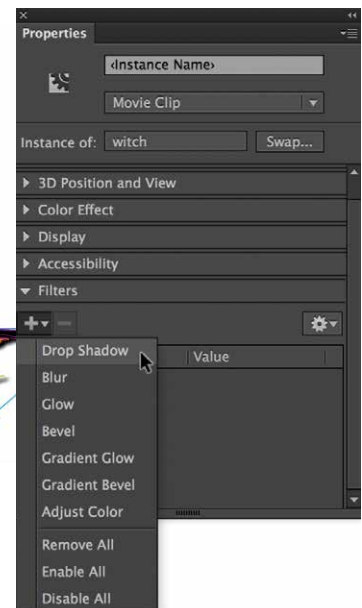 Properties
‹Instance Name›
Movie Clip
Instance of: witch Swap...
3D Position and View
Color Effect
Display
Accessibility
Filters
Value
Drop Shadow
Blur
Glow
Bevel
Gradient Glow
Gradient Bevel
Adjust Color
Remove All
Enable All
Disable All